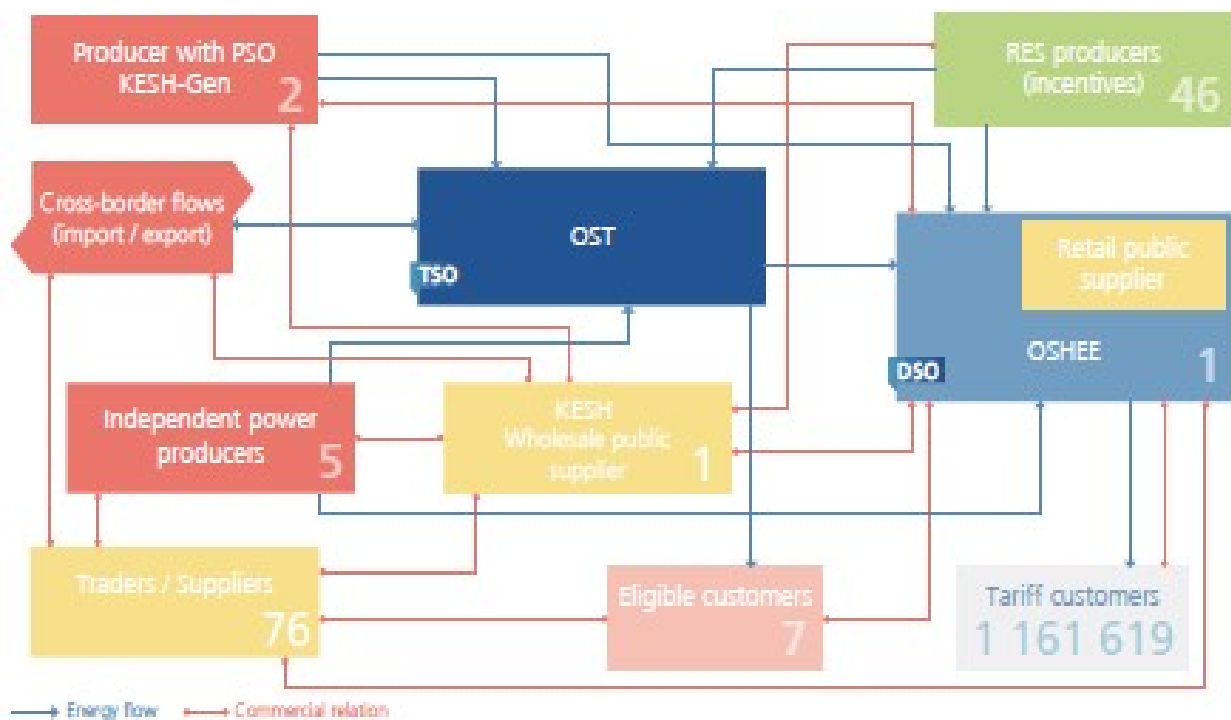 Producer with PSO
KESH-Gen
2
RES producers
(incentives)
46
Cross-border flows
(import / export)
OST
TSO
Retail public
supplier
OSHEE
1
DSO
Independent power
producers
5
KESH
Wholesale public
supplier
1
Traders / Suppliers
76
Eligible customers
7
Tariff customers
1 161 619
Energy flow
Commercial relation